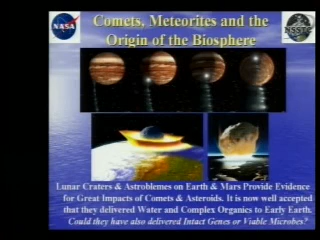 Comets, Meteorites and the
Origin of the Biosphere
NASA
NSSTC
Lunar Craters & Astroblemes on Earth & Mars Provide Evidence
for Great Impacts of Comets & Asteroids. It is now well accepted
that they delivered Water and Complex Organics to Early Earth.
Could they have also delivered Intact Genes or Viable Microbes?